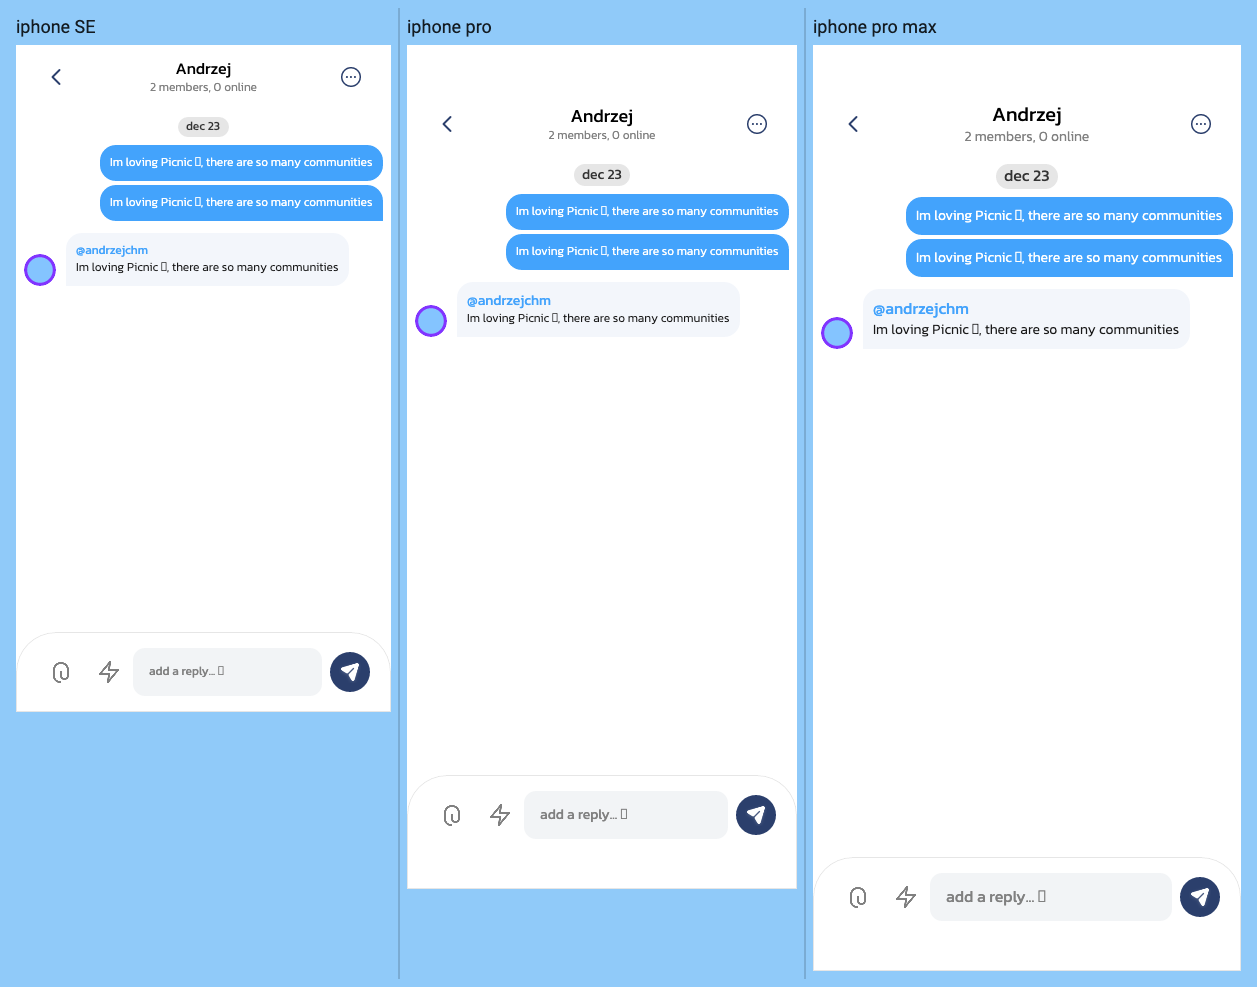 iphone SE
Andrzej
2 members, 0 online
dec 23
Im loving Picnic ▯, there are so many communities
Im loving Picnic ▯, there are so many communities
@andrzejchm
Im loving Picnic ▯, there are so many communities
add a reply... ▯
iphone pro
Andrzej
2 members, 0 online
dec 23
Im loving Picnic ▯, there are so many communities
Im loving Picnic ▯, there are so many communities
@andrzejchm
Im loving Picnic ▯, there are so many communities
add a reply... ▯
iphone pro max
Andrzej
2 members, 0 online
dec 23
Im loving Picnic ▯, there are so many communities
Im loving Picnic ▯, there are so many communities
@andrzejchm
Im loving Picnic ▯, there are so many communities
add a reply... ▯